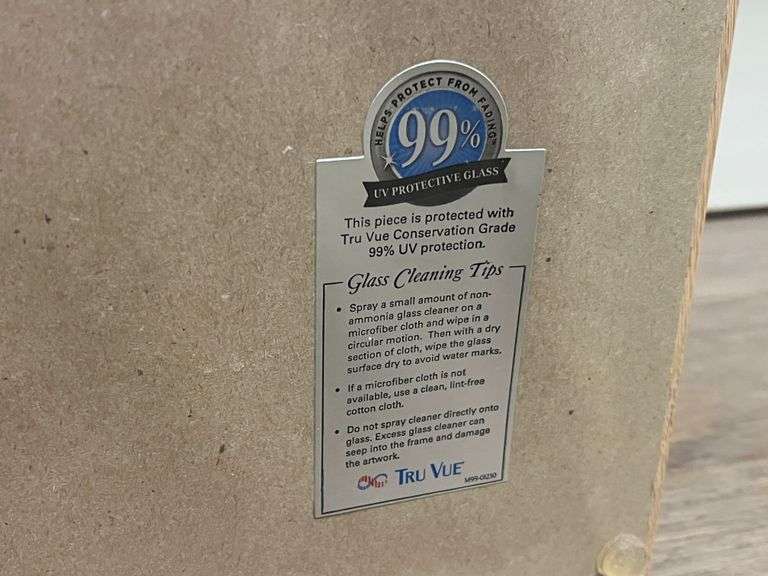 HELPS PROTECT FROM FADING™
99%
UV PROTECTIVE GLASS
This piece is protected with
Tru Vue Conservation Grade
99% UV protection.
Glass Cleaning Tips
• Spray a small amount of non-
ammonia glass cleaner on a
microfiber cloth and wipe in a
circular motion. Then with a dry
section of cloth, wipe the glass
surface dry to avoid water marks.
• If a microfiber cloth is not
available, use a clean, lint-free
cotton cloth.
• Do not spray cleaner directly onto
glass. Excess glass cleaner can
seep into the frame and damage
the artwork.
TRU VUE